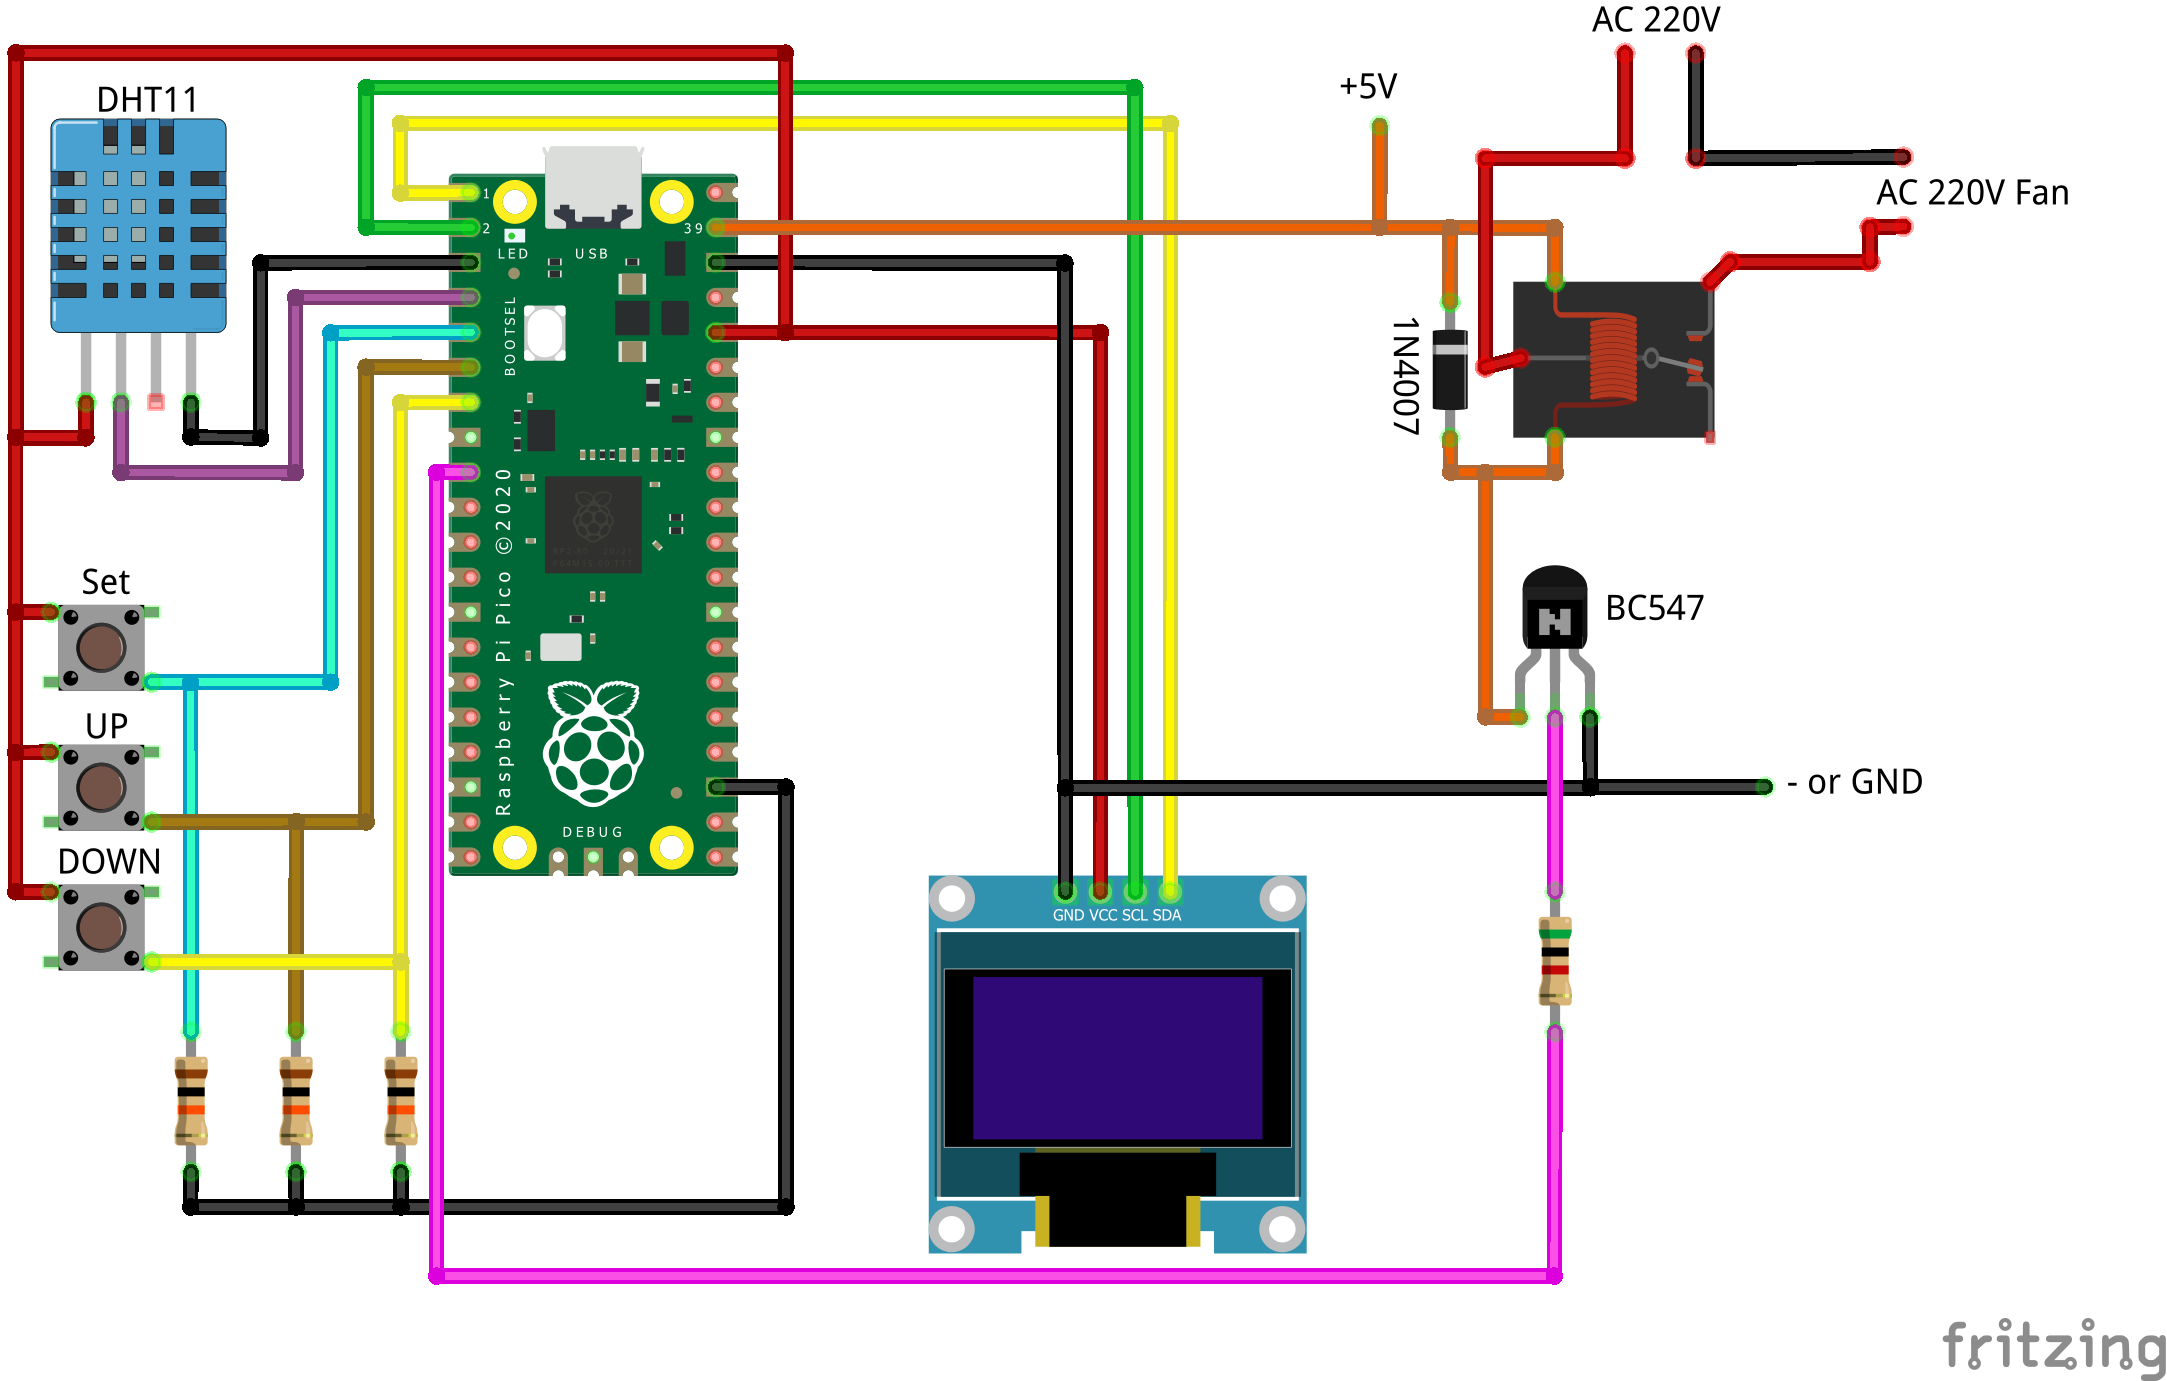 AC 220V
+5V
DHT11
AC 220V Fan
1
2
39
LED
USB
BOOTSEL
1N4007
Raspberry Pi Pico ©2020
Set
BC547
UP
- or GND
DEBUG
DOWN
GND VCC SCL SDA
fritzing